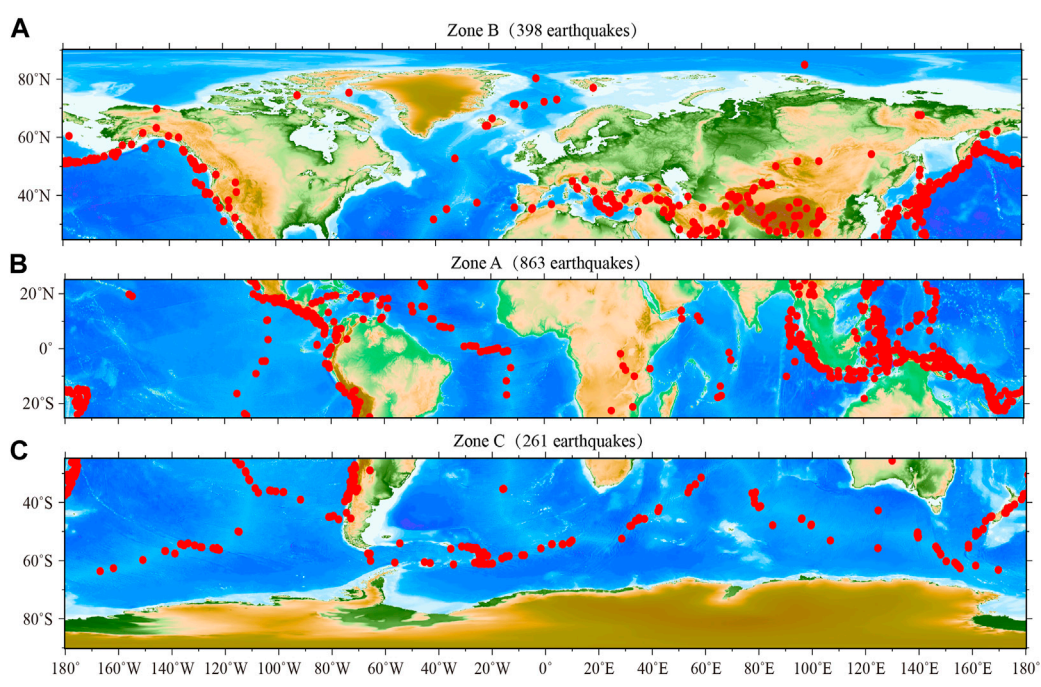 A
Zone B (398 earthquakes)
80°N
60°N
40°N
B
Zone A (863 earthquakes)
20°N
0°
20°S
C
Zone C (261 earthquakes)
40°S
60°S
80°S
180° 160°W 140°W 120°W 100°W 80°W 60°W 40°W 20°W 0° 20°E 40°E 60°E 80°E 100°E 120°E 140°E 160°E 180°